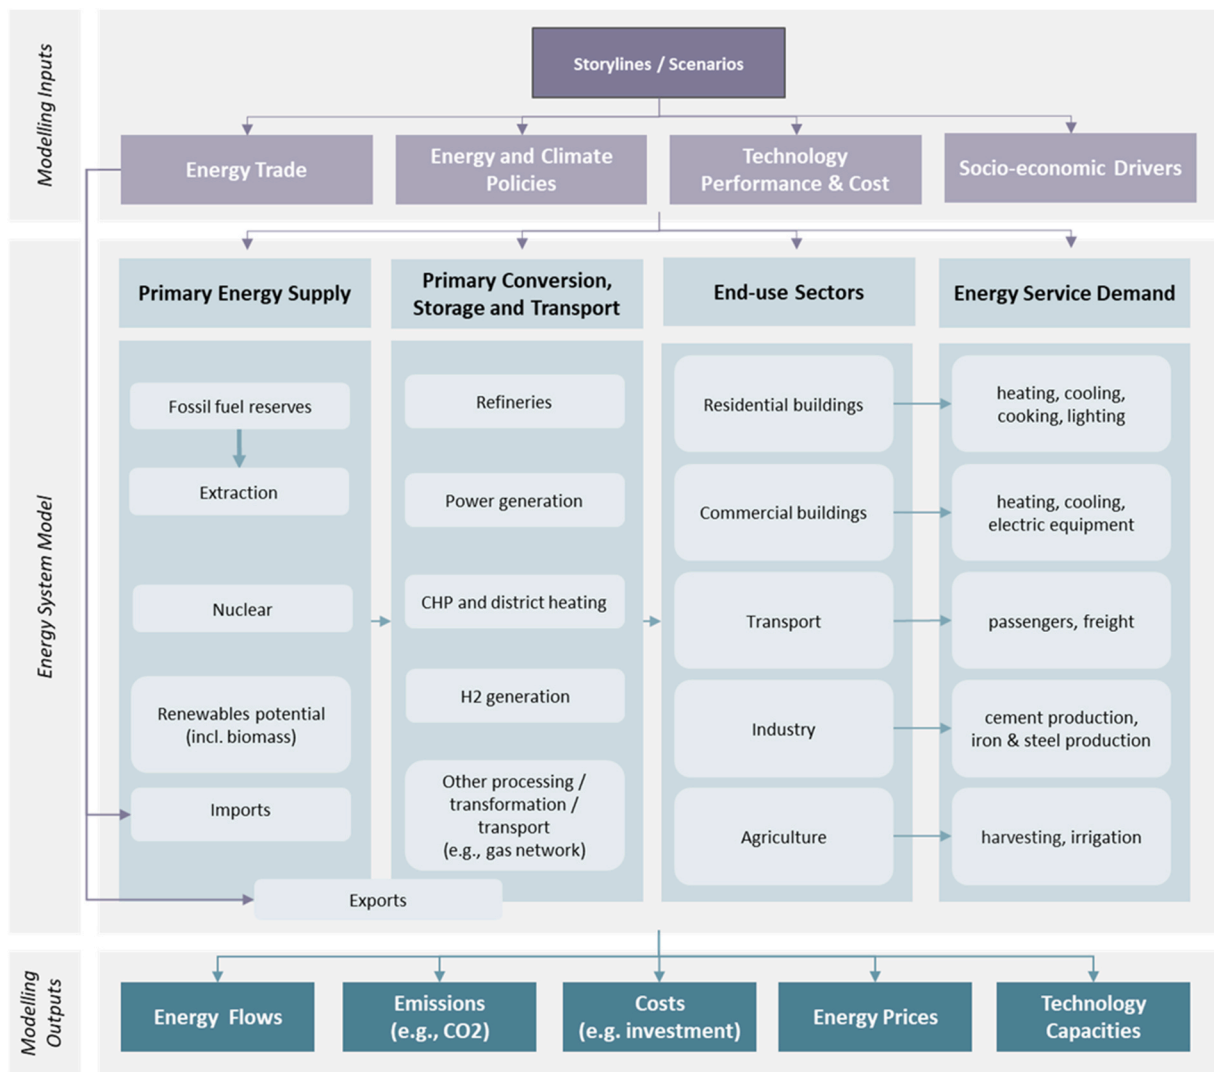 Modelling Inputs
Storylines / Scenarios
Energy Trade
Energy and Climate
Policies
Technology
Performance & Cost
Socio-economic Drivers
Energy System Model
Primary Energy Supply
Primary Conversion,
Storage and Transport
End-use Sectors
Energy Service Demand
Fossil fuel reserves
Extraction
Nuclear
Renewables potential
(incl. biomass)
Imports
Refineries
Power generation
CHP and district heating
H2 generation
Other processing /
transformation /
transport
(e.g., gas network)
Exports
Residential buildings
Commercial buildings
Transport
Industry
Agriculture
heating, cooling,
cooking, lighting
heating, cooling,
electric equipment
passengers, freight
cement production,
iron & steel production
harvesting, irrigation
Modelling
Outputs
Energy Flows
Emissions
(e.g., CO2)
Costs
(e.g. investment)
Energy Prices
Technology
Capacities